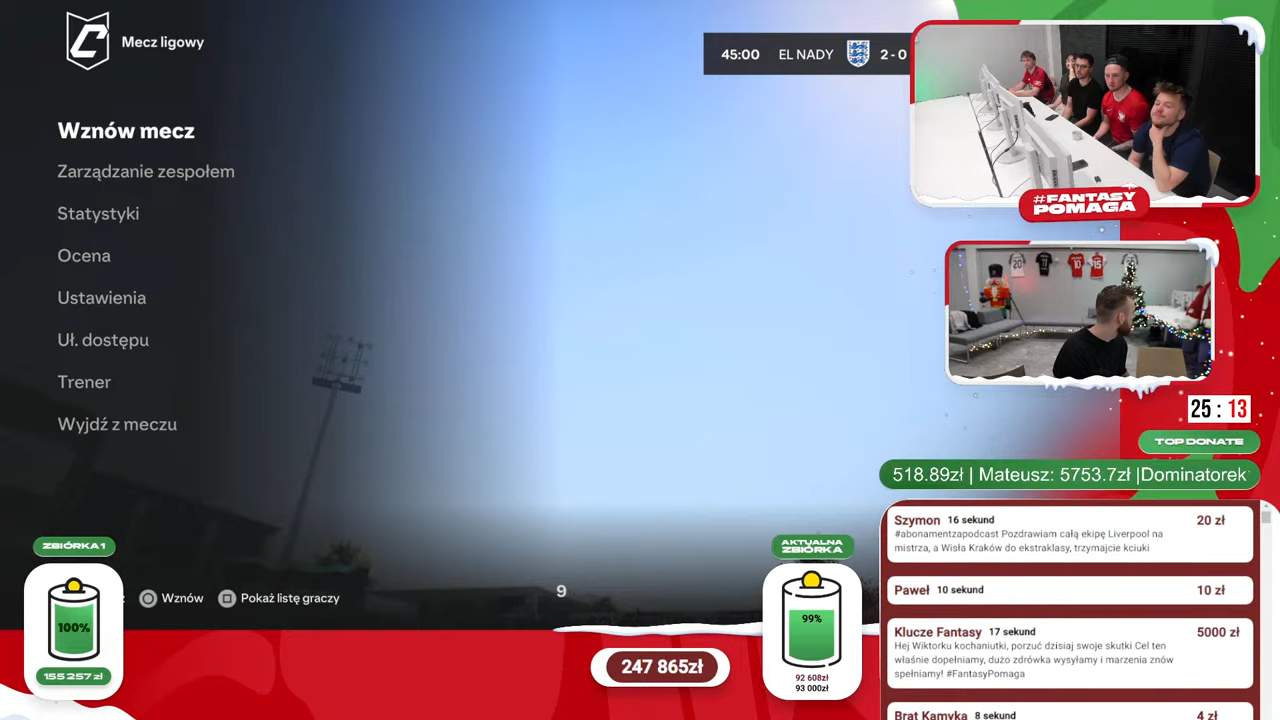 Mecz ligowy
45:00 EL NADY 2 - 0
Wznów mecz
Zarządzanie zespołem
Statystyki
Ocena
Ustawienia
Uł. dostępu
Trener
Wyjdź z meczu
Wznów
Pokaż listę graczy
9
ZBIÓRKA 1
100%
155 257 zł
247 865zł
AKTUALNA
ZBIÓRKA
99%
92 608zł
93 000zł
#FANTASY
POMAGA
20
11
10
15
25 : 13
TOP DONATE
518.89zł | Mateusz: 5753.7zł |Dominatorek
Szymon 16 sekund 20 zł
#abonamentzapodcast Pozdrawiam całą ekipę Liverpool na
mistrza, a Wisła Kraków do ekstraklasy, trzymajcie kciuki
Paweł 10 sekund 10 zł
Klucze Fantasy 17 sekund 5000 zł
Hej Wiktorku kochaniutki, porzuć dzisiaj swoje skutki Cel ten
właśnie dopełniamy, dużo zdrówka wysyłamy i marzenia znów
spełniamy! #FantasyPomaga
Brat Kamyka 8 sekund 4 zł